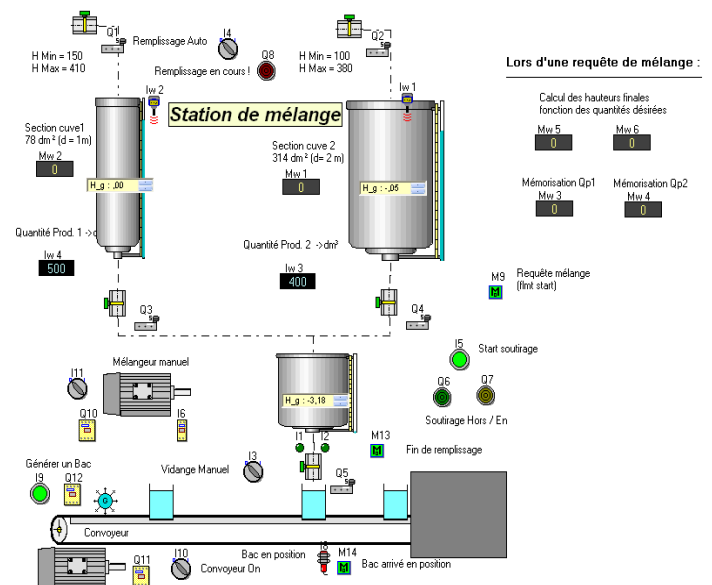 Q1
Remplissage Auto
I4
Q2
H Min = 150
H Max = 410
Q8
Remplissage en cours !
H Min = 100
H Max = 380
Lors d'une requête de mélange :
Iw 2
Iw 1
Station de mélange
Calcul des hauteurs finales
fonction des quantités désirées
Mw 5
Mw 6
0
0
Section cuve1
78 dm² (d = 1m)
Mw 2
0
Section cuve 2
314 dm² (d= 2 m)
Mw 1
0
H_g : ,00
H_g : -,05
Mémorisation Qp1
Mémorisation Qp2
Mw 3
Mw 4
0
0
Quantité Prod. 1 ->
Quantité Prod. 2 ->dm³
Iw 4
500
Iw 3
400
M9
Requête mélange
(flmt start)
Q3
Q4
I5
Start soutirage
Mélangeur manuel
I11
Q6
Q7
H_g : -3,18
Soutirage Hors / En
Q10
I6
I1
I2
M13
Fin de remplissage
Générer un Bac
I9
Q12
Vidange Manuel
I3
Q5
G
Convoyeur
Q11
I10
Convoyeur On
Bac en position
I8
M14
Bac arrivé en position